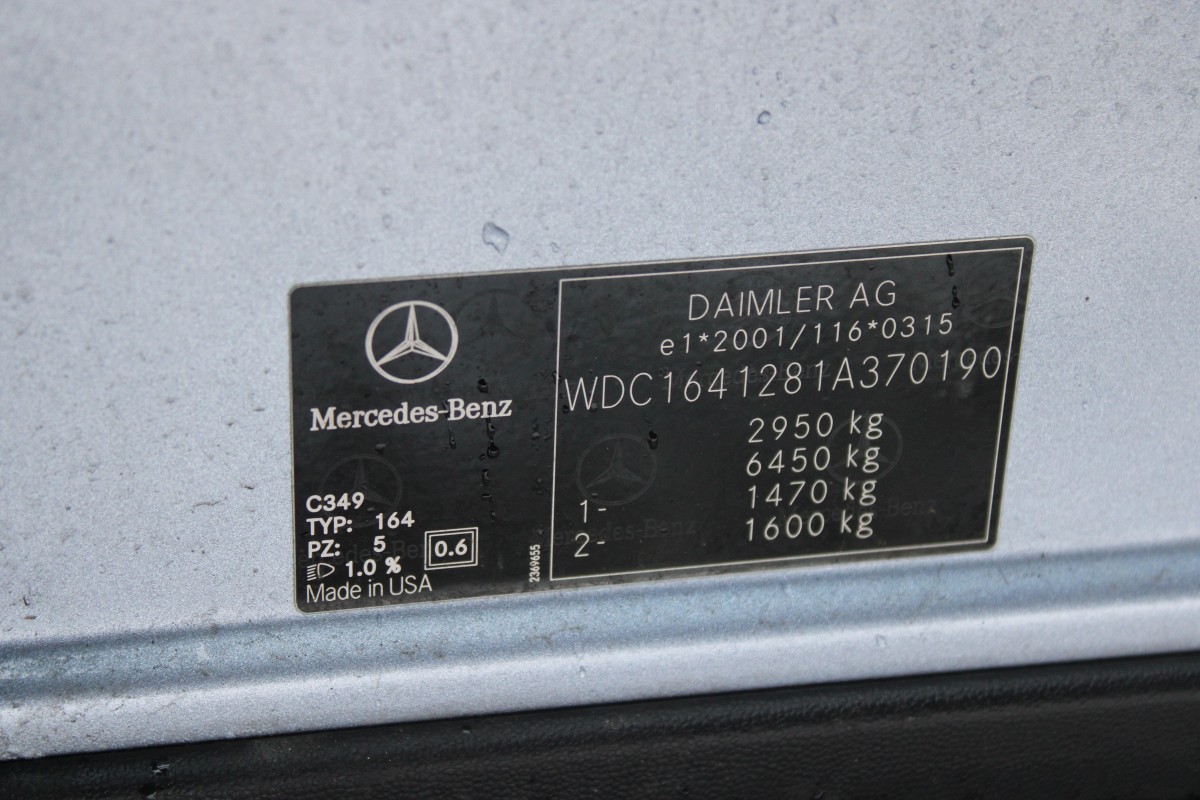 Mercedes-Benz
C349
TYP: 164
PZ: 5
1.0 %
0.6
Made in USA
2369655
DAIMLER AG
e1*2001/116*0315
WDC1641281A370190
2950 kg
6450 kg
1- 1470 kg
2- 1600 kg